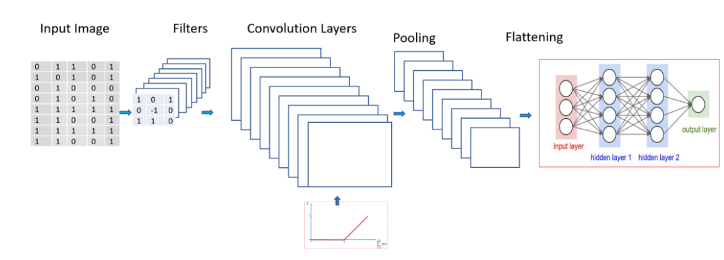 Input Image
Filters
Convolution Layers
Pooling
Flattening
0 1 1 0 1
1 0 1 0 1
0 1 0 0 0
0 1 0 1 0
1 0 1 1 1
1 1 0 0 1
1 1 1 1 1
1 1 0 0 1
1 0 1
0 -1 0
1 1 0
input layer
hidden layer 1
hidden layer 2
output layer